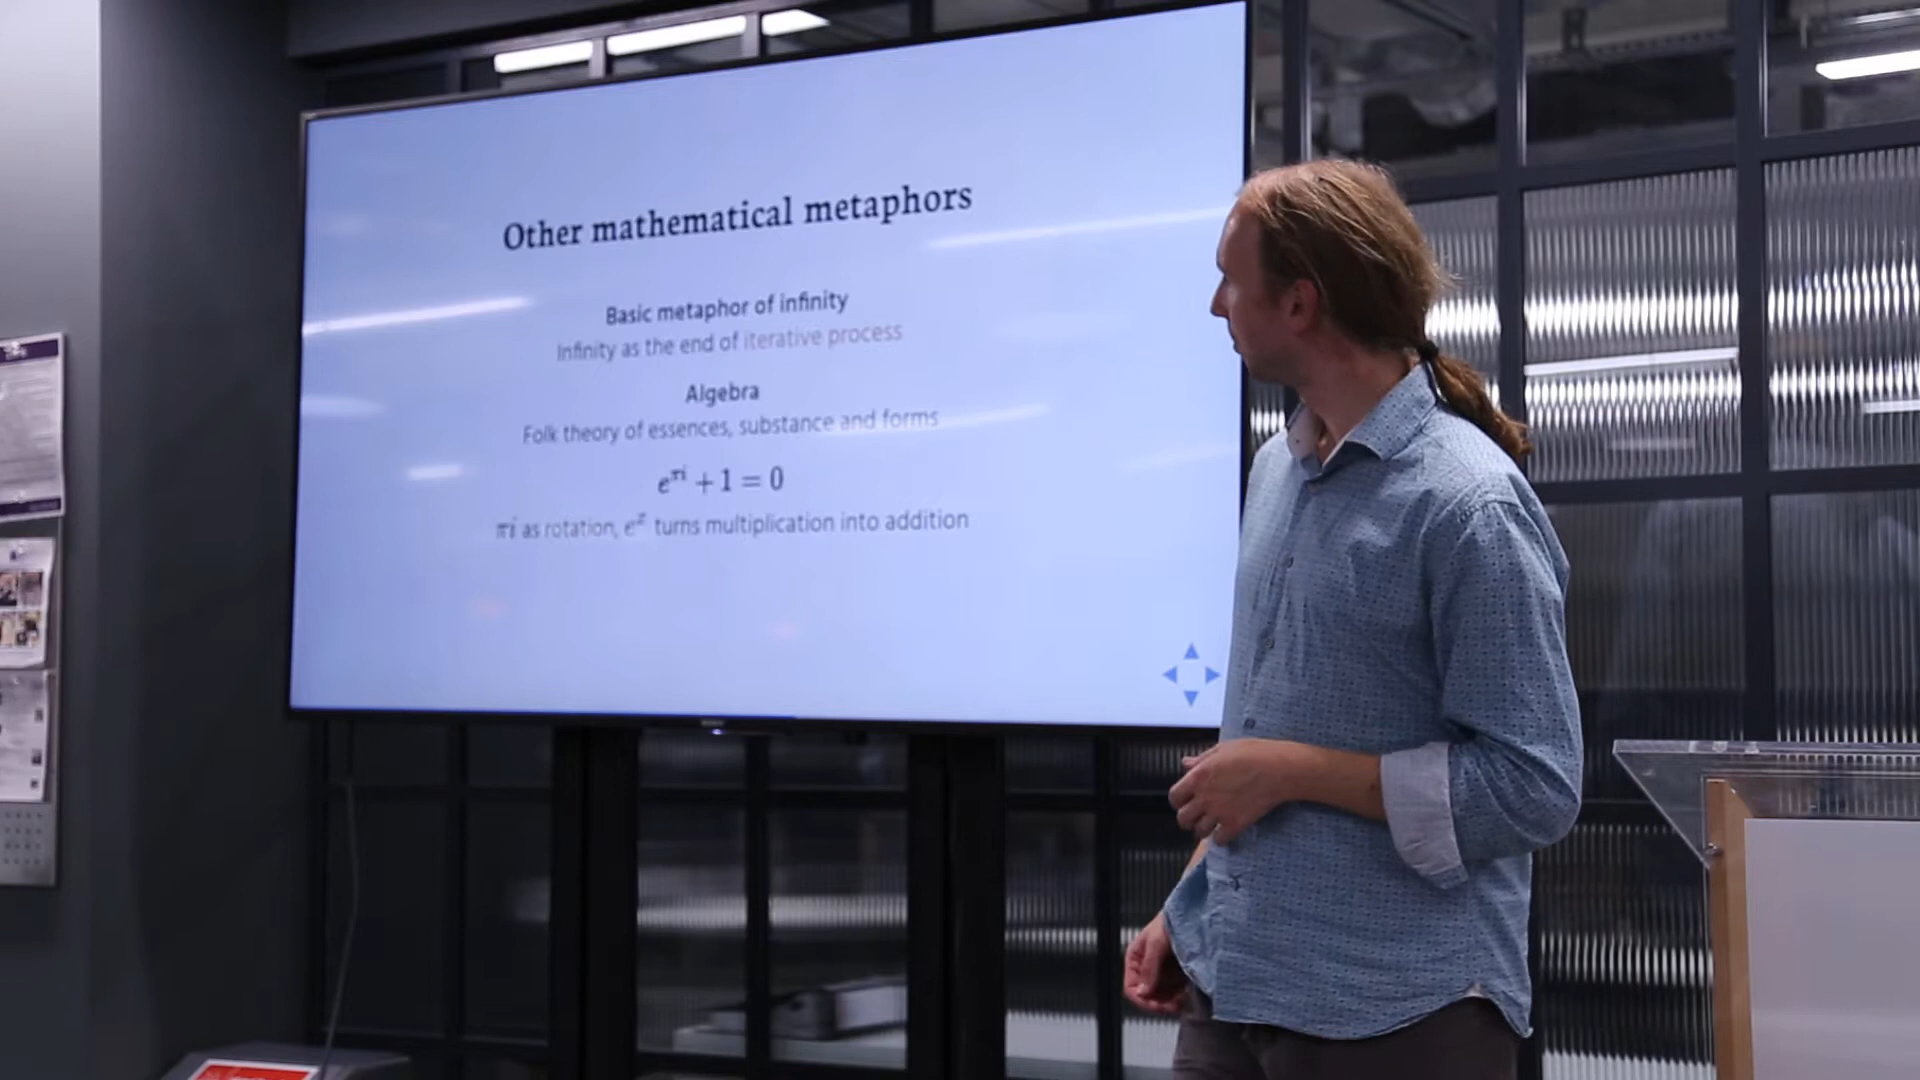 Other mathematical metaphors
Basic metaphor of infinity
Infinity as the end of iterative process
Algebra
Folk theory of essences, substance and forms
e^{πi} + 1 = 0
πi as rotation, e^x turns multiplication into addition